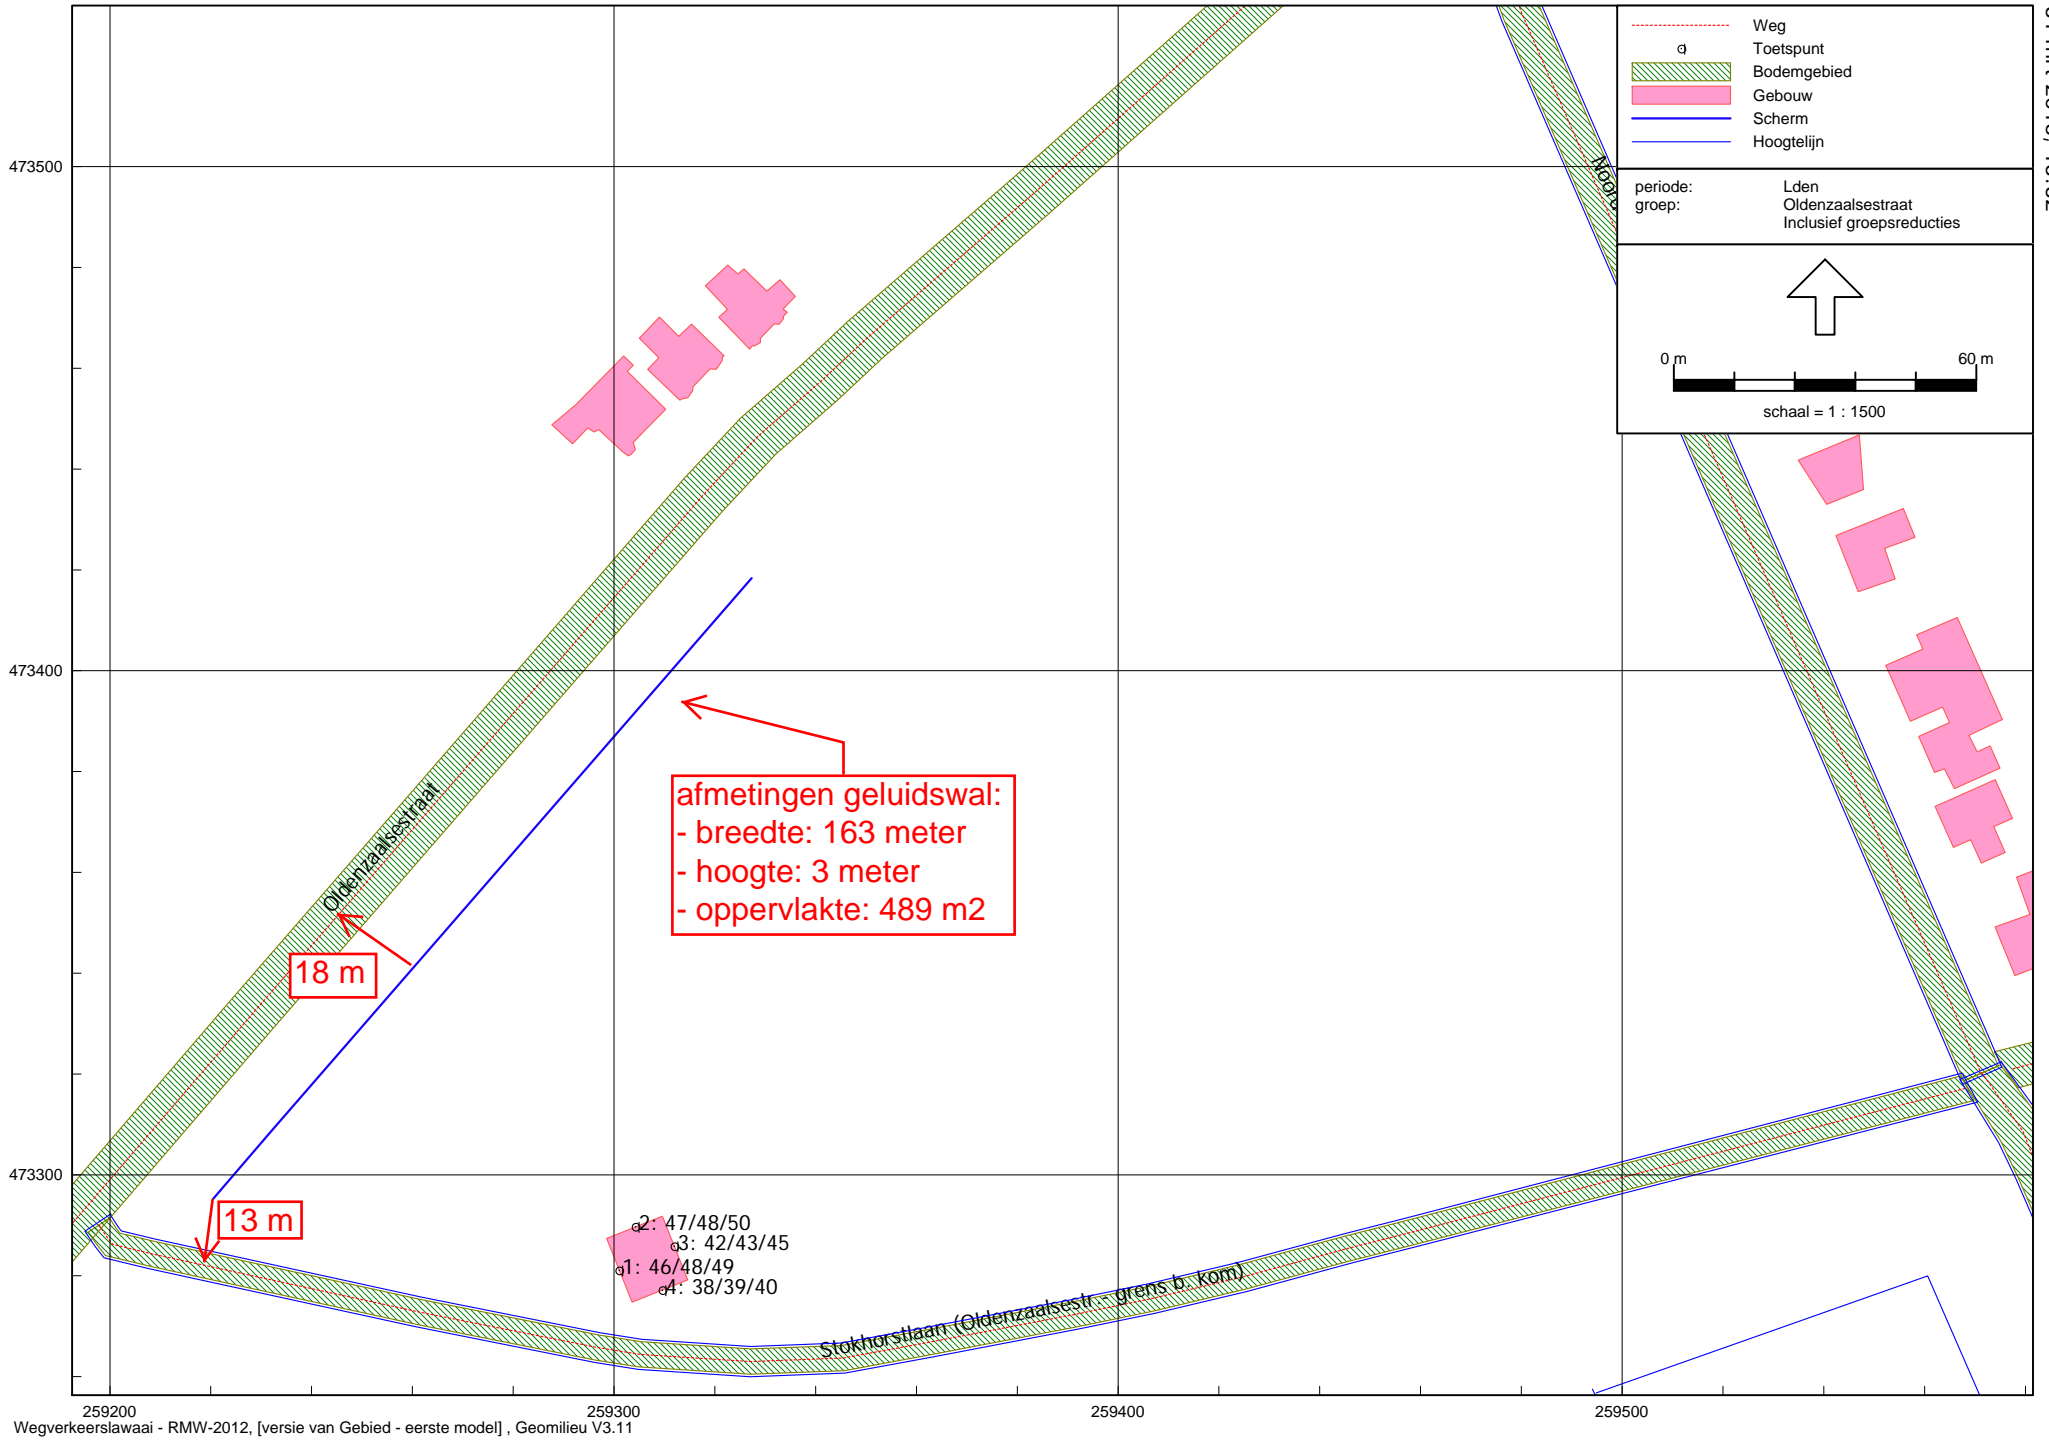 Weg
Toetspunt
Bodemgebied
Gebouw
Scherm
Hoogtelijn
periode: Lden
groep: Oldenzaalsestraat
Inclusief groepsreducties
0 m 60 m
schaal = 1 : 1500
473500
473400
473300
Oldenzaalsestraat
afmetingen geluidswal:
- breedte: 163 meter
- hoogte: 3 meter
- oppervlakte: 489 m2
18 m
13 m
2: 47/48/50
3: 42/43/45
1: 46/48/49
4: 38/39/40
Stokhorstlaan (Oldenzaalsestr. - grens b. kom)
259200 259300 259400 259500
Wegverkeerslawaai - RMW-2012, [versie van Gebied - eerste model] , Geomilieu V3.11